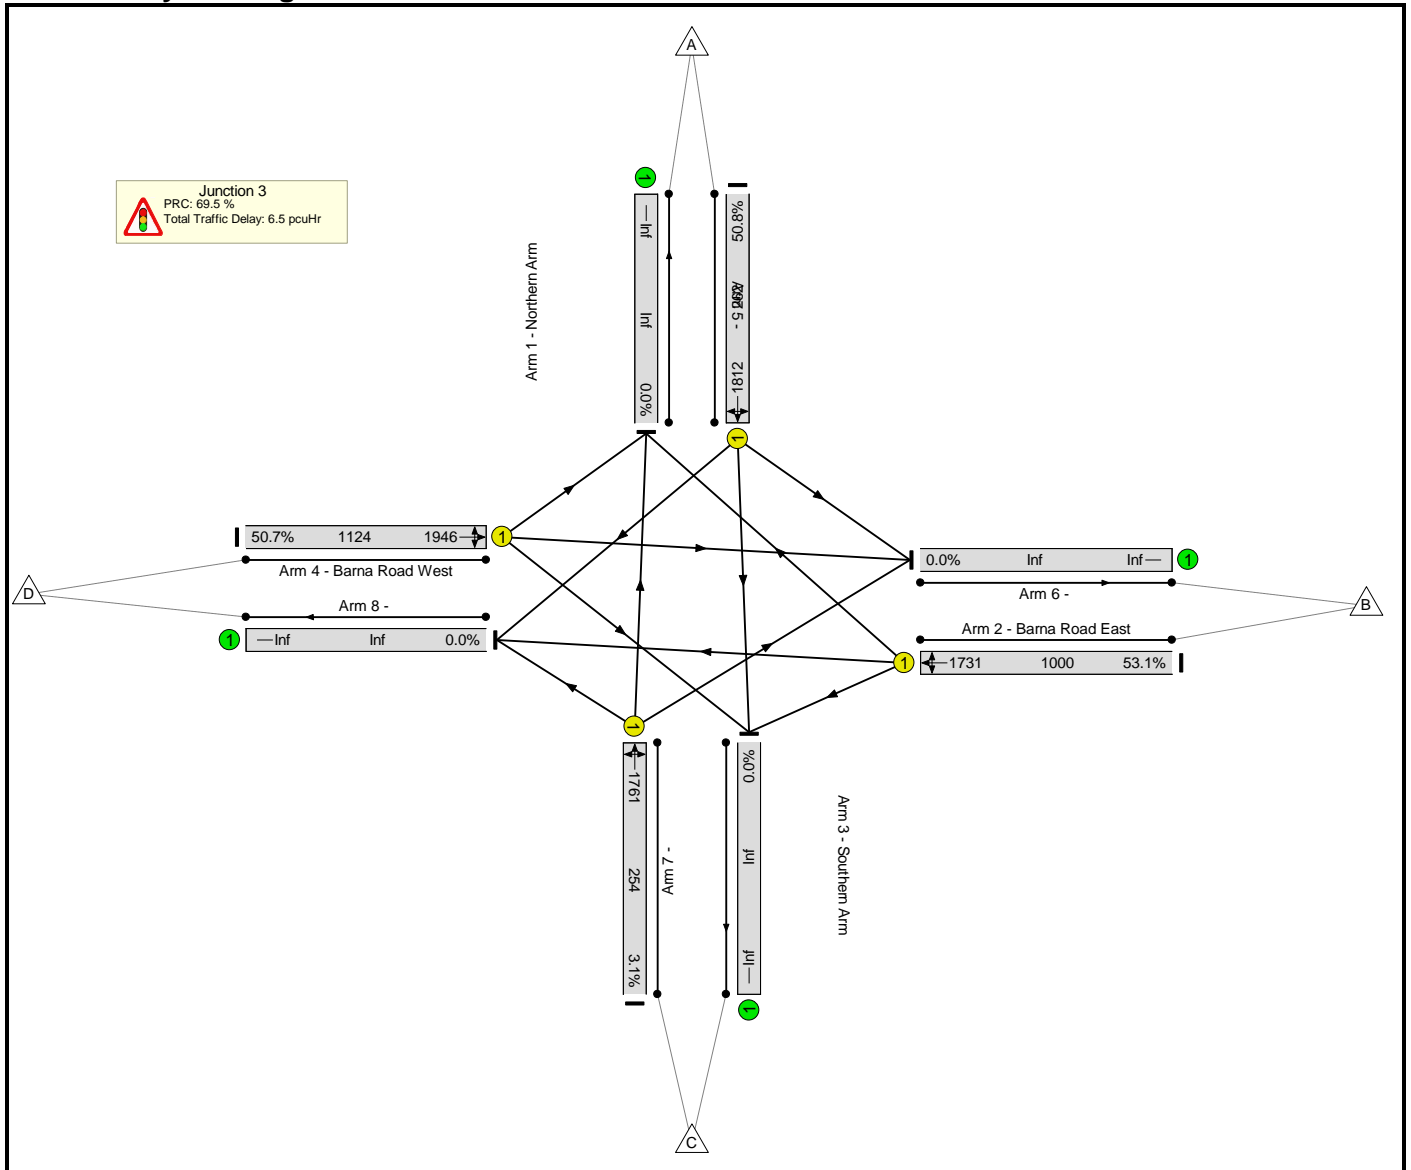 A
Junction 3
PRC: 69.5 %
Total Traffic Delay: 6.5 pcuHr
1
Inf
Inf
0.0%
50.8%
1812
Arm 1 - Northern Arm
1
1
50.7% 1124 1946
Arm 4 - Barna Road West
0.0% Inf Inf
1
Arm 6 -
D
B
Arm 8 -
1
Inf Inf 0.0%
Arm 2 - Barna Road East
1
1731 1000 53.1%
1
1761
254
3.1%
Arm 7 -
0.0%
Inf
Inf
1
Arm 3 - Southern Arm
C